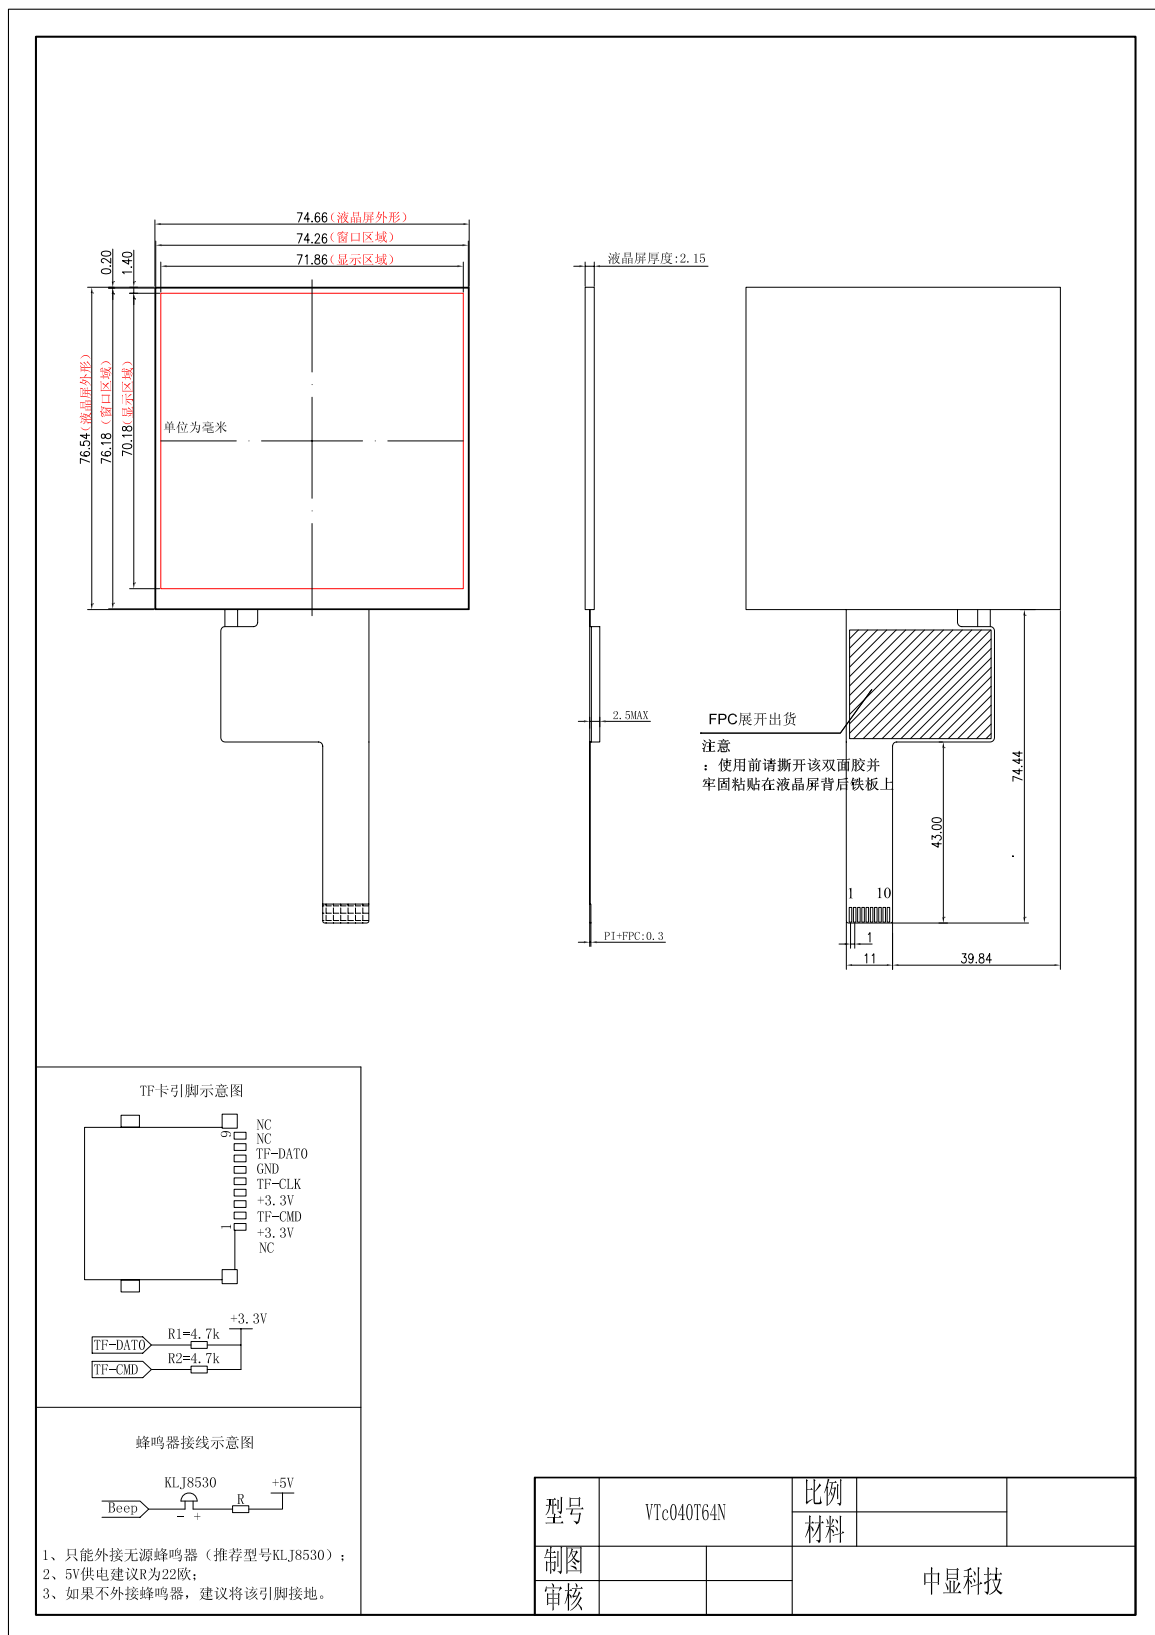 74.66(液晶屏外形)
74.26(窗口区域)
71.86(显示区域)
0.20
1.40
76.54(液晶屏外形)
76.18 (窗口区域)
70.18(显示区域)
单位为毫米
液晶屏厚度:2.15
2.5MAX
PI+FPC:0.3
FPC展开出货
注意
：使用前请撕开该双面胶并
牢固粘贴在液晶屏背后铁板上
74.44
43.00
1 10
1
11
39.84
TF卡引脚示意图
9
NC
NC
TF-DAT0
GND
TF-CLK
+3.3V
TF-CMD
+3.3V
NC
1
+3.3V
TF-DAT0
R1=4.7k
TF-CMD
R2=4.7k
蜂鸣器接线示意图
KLJ8530
+5V
Beep
R
- +
1、只能外接无源蜂鸣器（推荐型号KLJ8530）；
2、5V供电建议R为22欧；
3、如果不外接蜂鸣器，建议将该引脚接地。
型号
VTc040T64N
比例
材料
制图
审核
中显科技